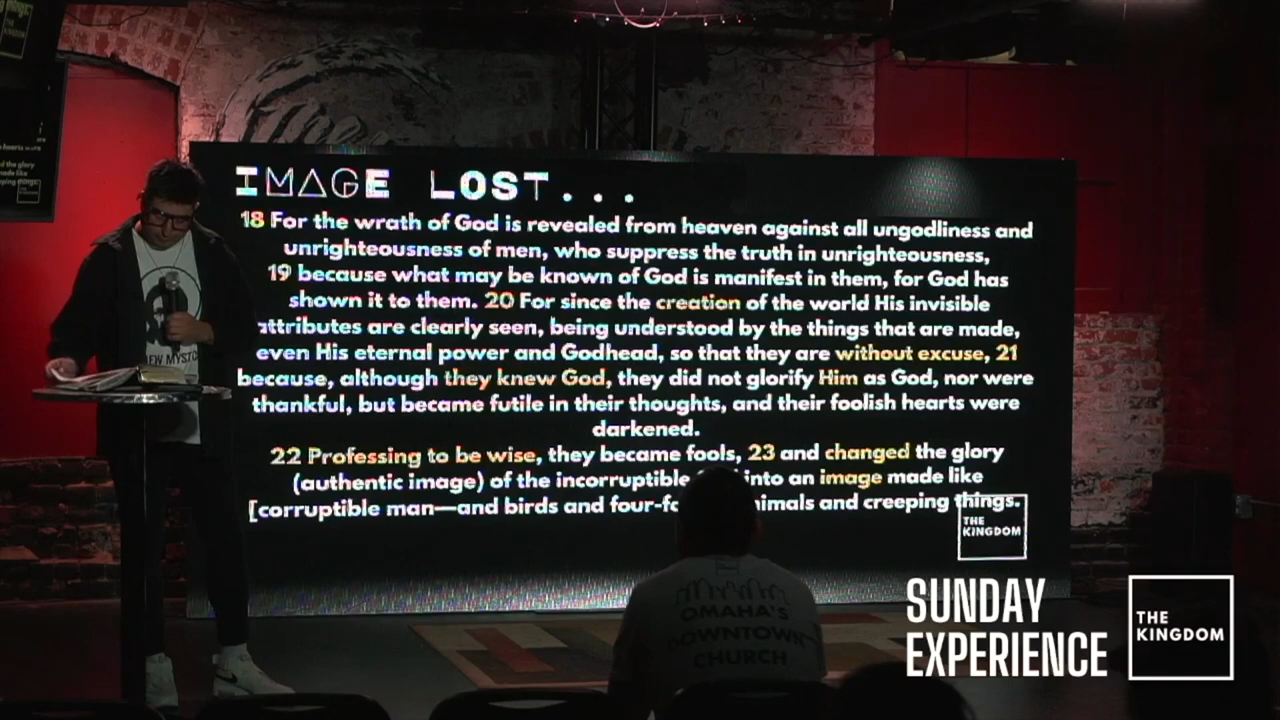 IMAGE LOST...
18 For the wrath of God is revealed from heaven against all ungodliness and
unrighteousness of men, who suppress the truth in unrighteousness,
19 because what may be known of God is manifest in them, for God has
shown it to them. 20 For since the creation of the world His invisible
attributes are clearly seen, being understood by the things that are made,
even His eternal power and Godhead, so that they are without excuse, 21
because, although they knew God, they did not glorify Him as God, nor were
thankful, but became futile in their thoughts, and their foolish hearts were
darkened.
22 Professing to be wise, they became fools, 23 and changed the glory
(authentic image) of the incorruptible into an image made like
[corruptible man—and birds and and creeping things.
THE
KINGDOM
OMAHA'S
DOWNTOWN
CHURCH
SUNDAY
EXPERIENCE
THE
KINGDOM